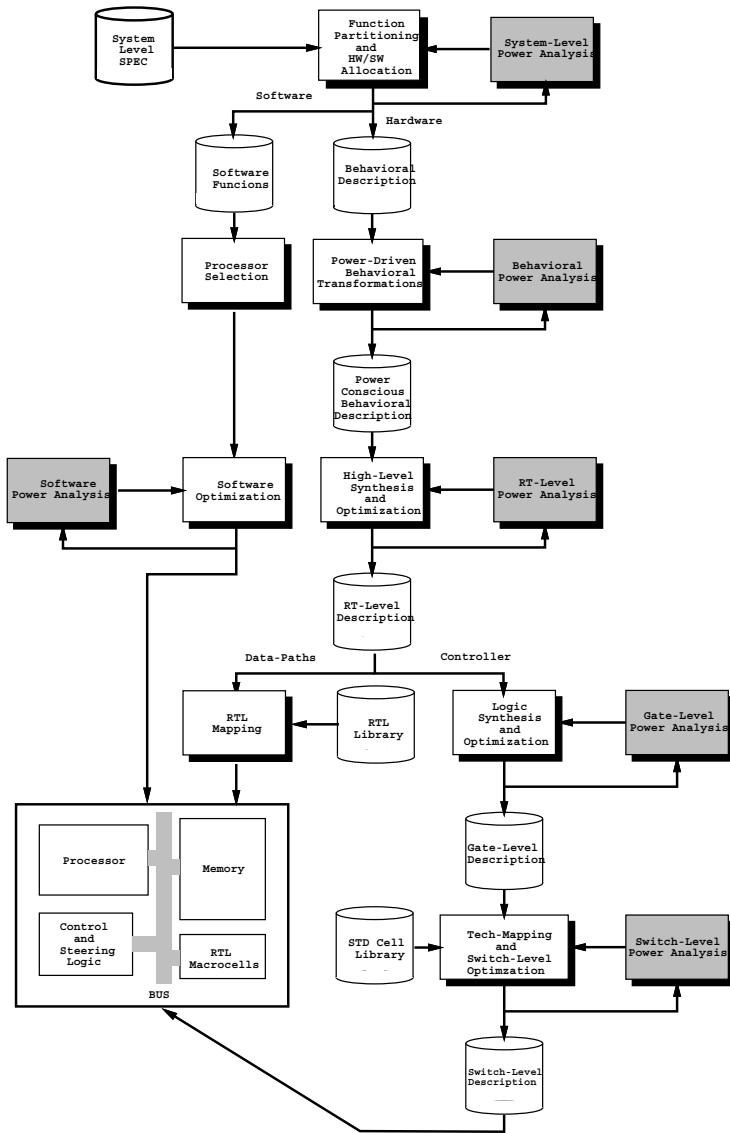 System
Level
SPEC
Function
Partitioning
and
HW/SW
Allocation
System-Level
Power Analysis
Software
Hardware
Software
Funcions
Behavioral
Description
Processor
Selection
Power-Driven
Behavioral
Transformations
Behavioral
Power Analysis
Power
Conscious
Behavioral
Description
Software
Power Analysis
Software
Optimization
High-Level
Synthesis
and
Optimization
RT-Level
Power Analysis
RT-Level
Description
Data-Paths
Controller
RTL
Mapping
RTL
Library
Logic
Synthesis
and
Optimization
Gate-Level
Power Analysis
Processor
Memory
Control
and
Steering
Logic
RTL
Macrocells
BUS
Gate-Level
Description
STD Cell
Library
Tech-Mapping
and
Switch-Level
Optimzation
Switch-Level
Power Analysis
Switch-Level
Description